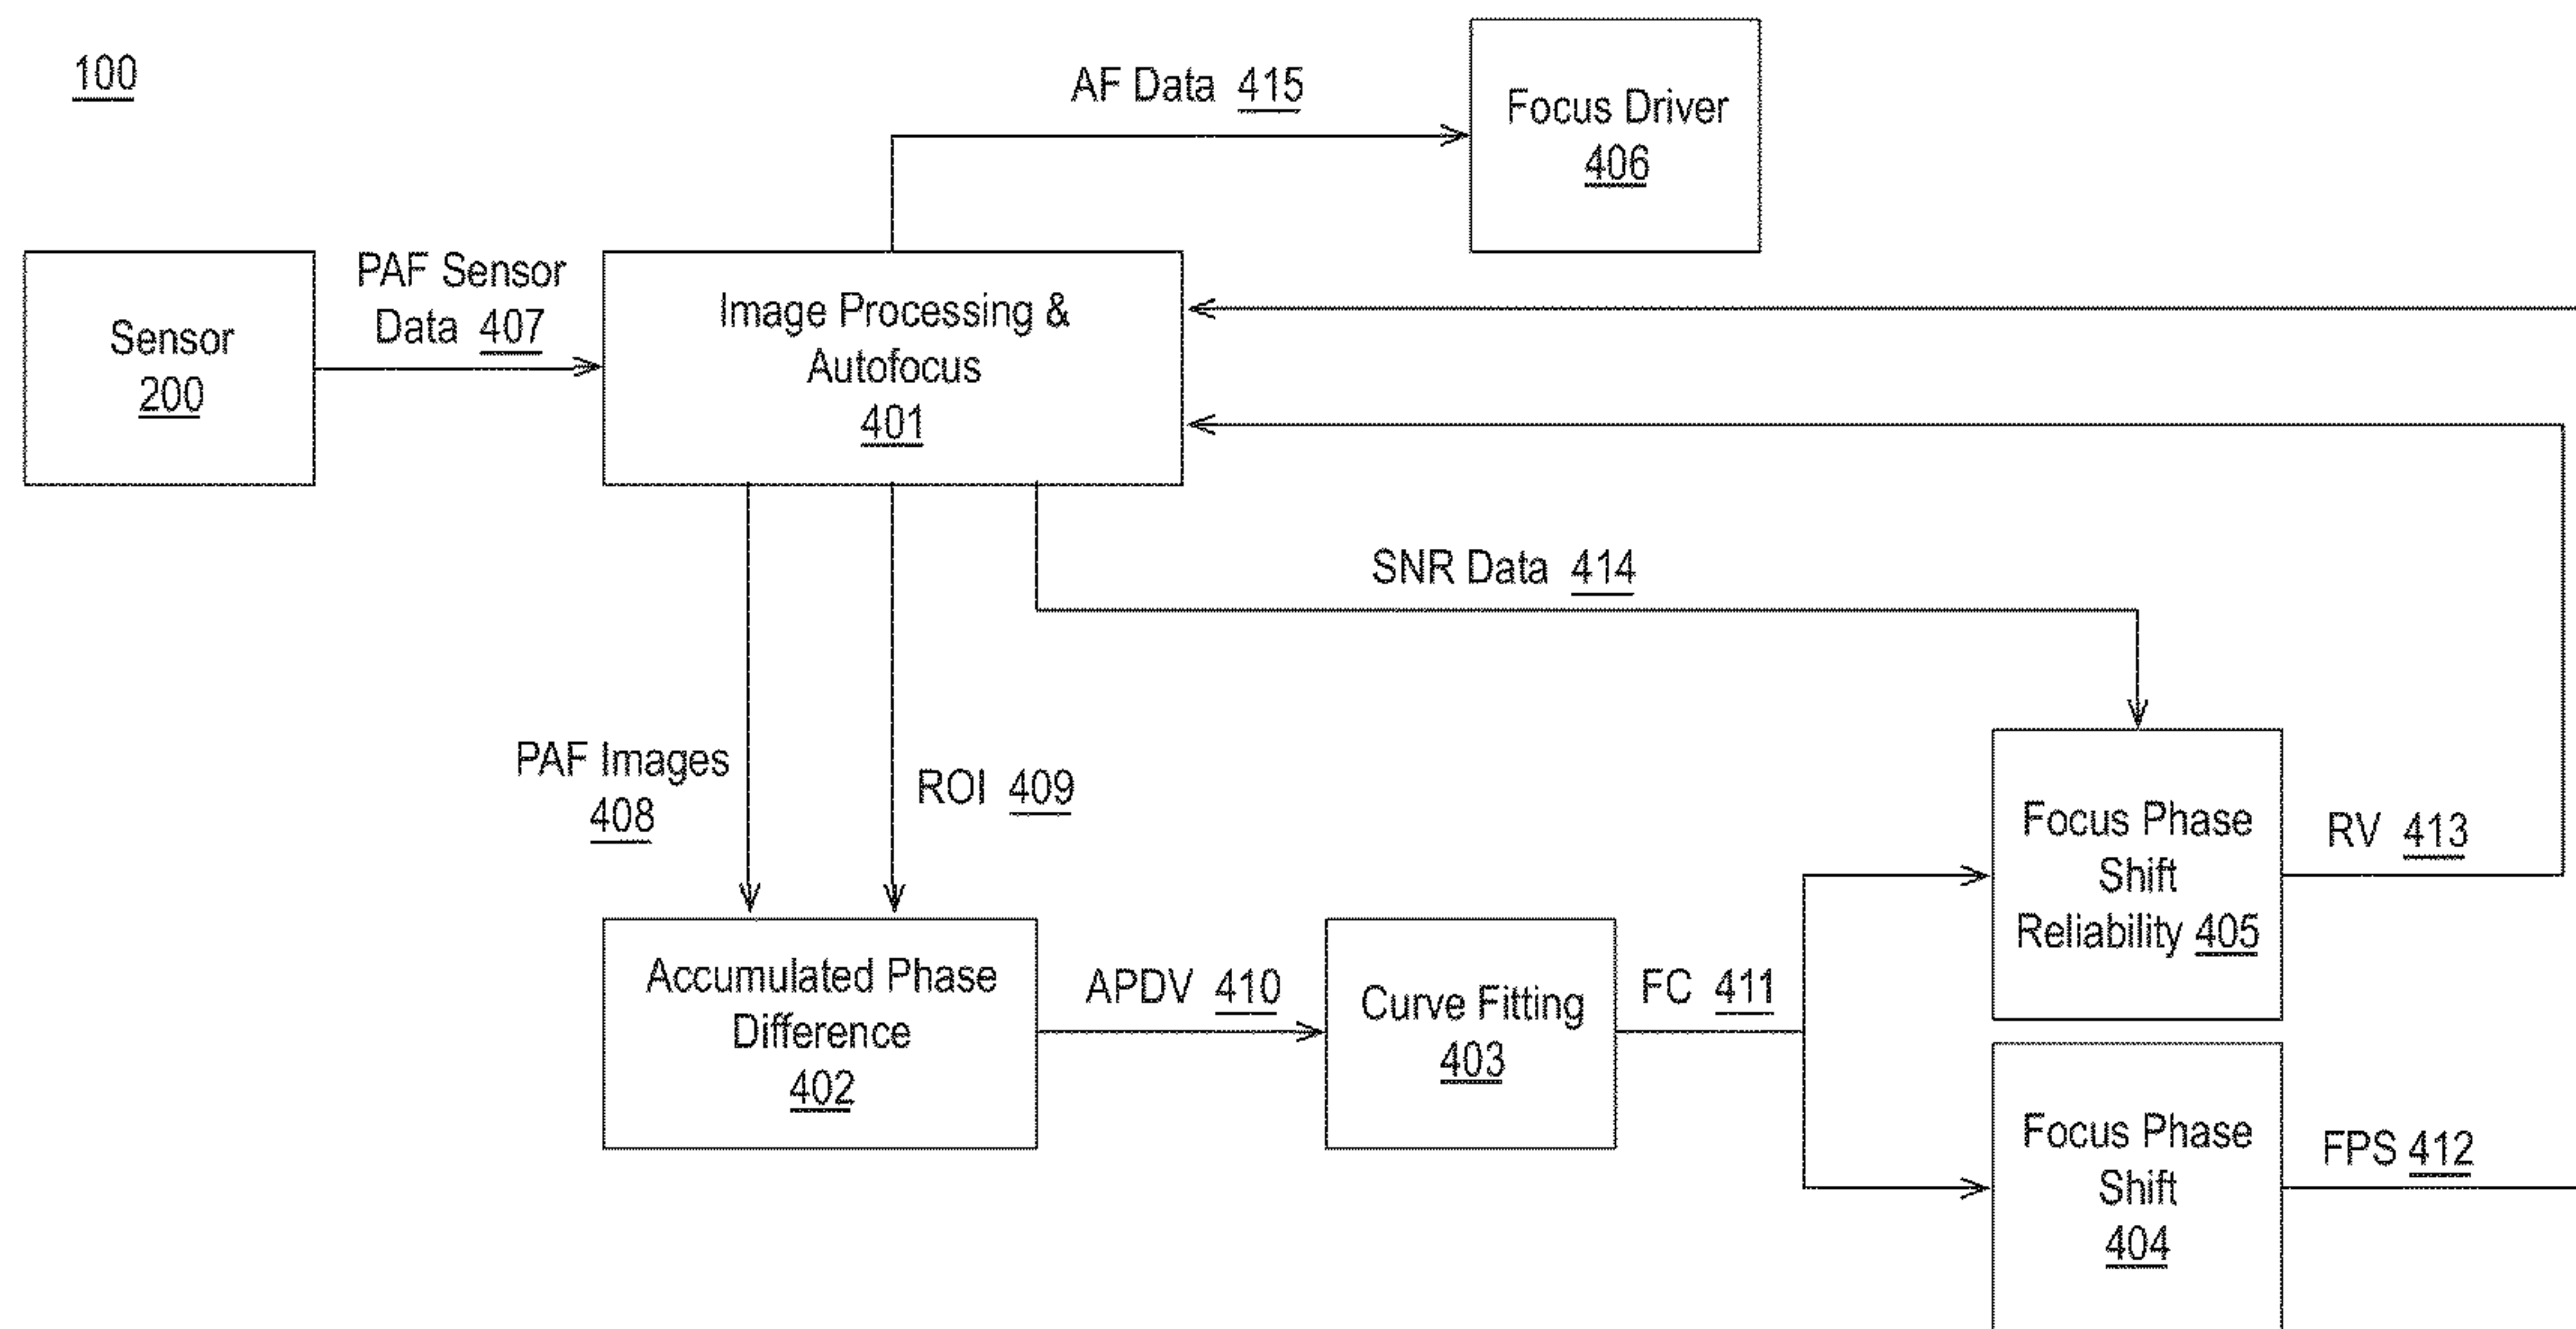 100
AF Data 415
Focus Driver
406
Sensor
200
PAF Sensor
Data 407
Image Processing &
Autofocus
401
SNR Data 414
PAF Images
408
ROI 409
Accumulated Phase
Difference
402
APDV 410
Curve Fitting
403
FC 411
Focus Phase
Shift
Reliability 405
RV 413
Focus Phase
Shift
404
FPS 412